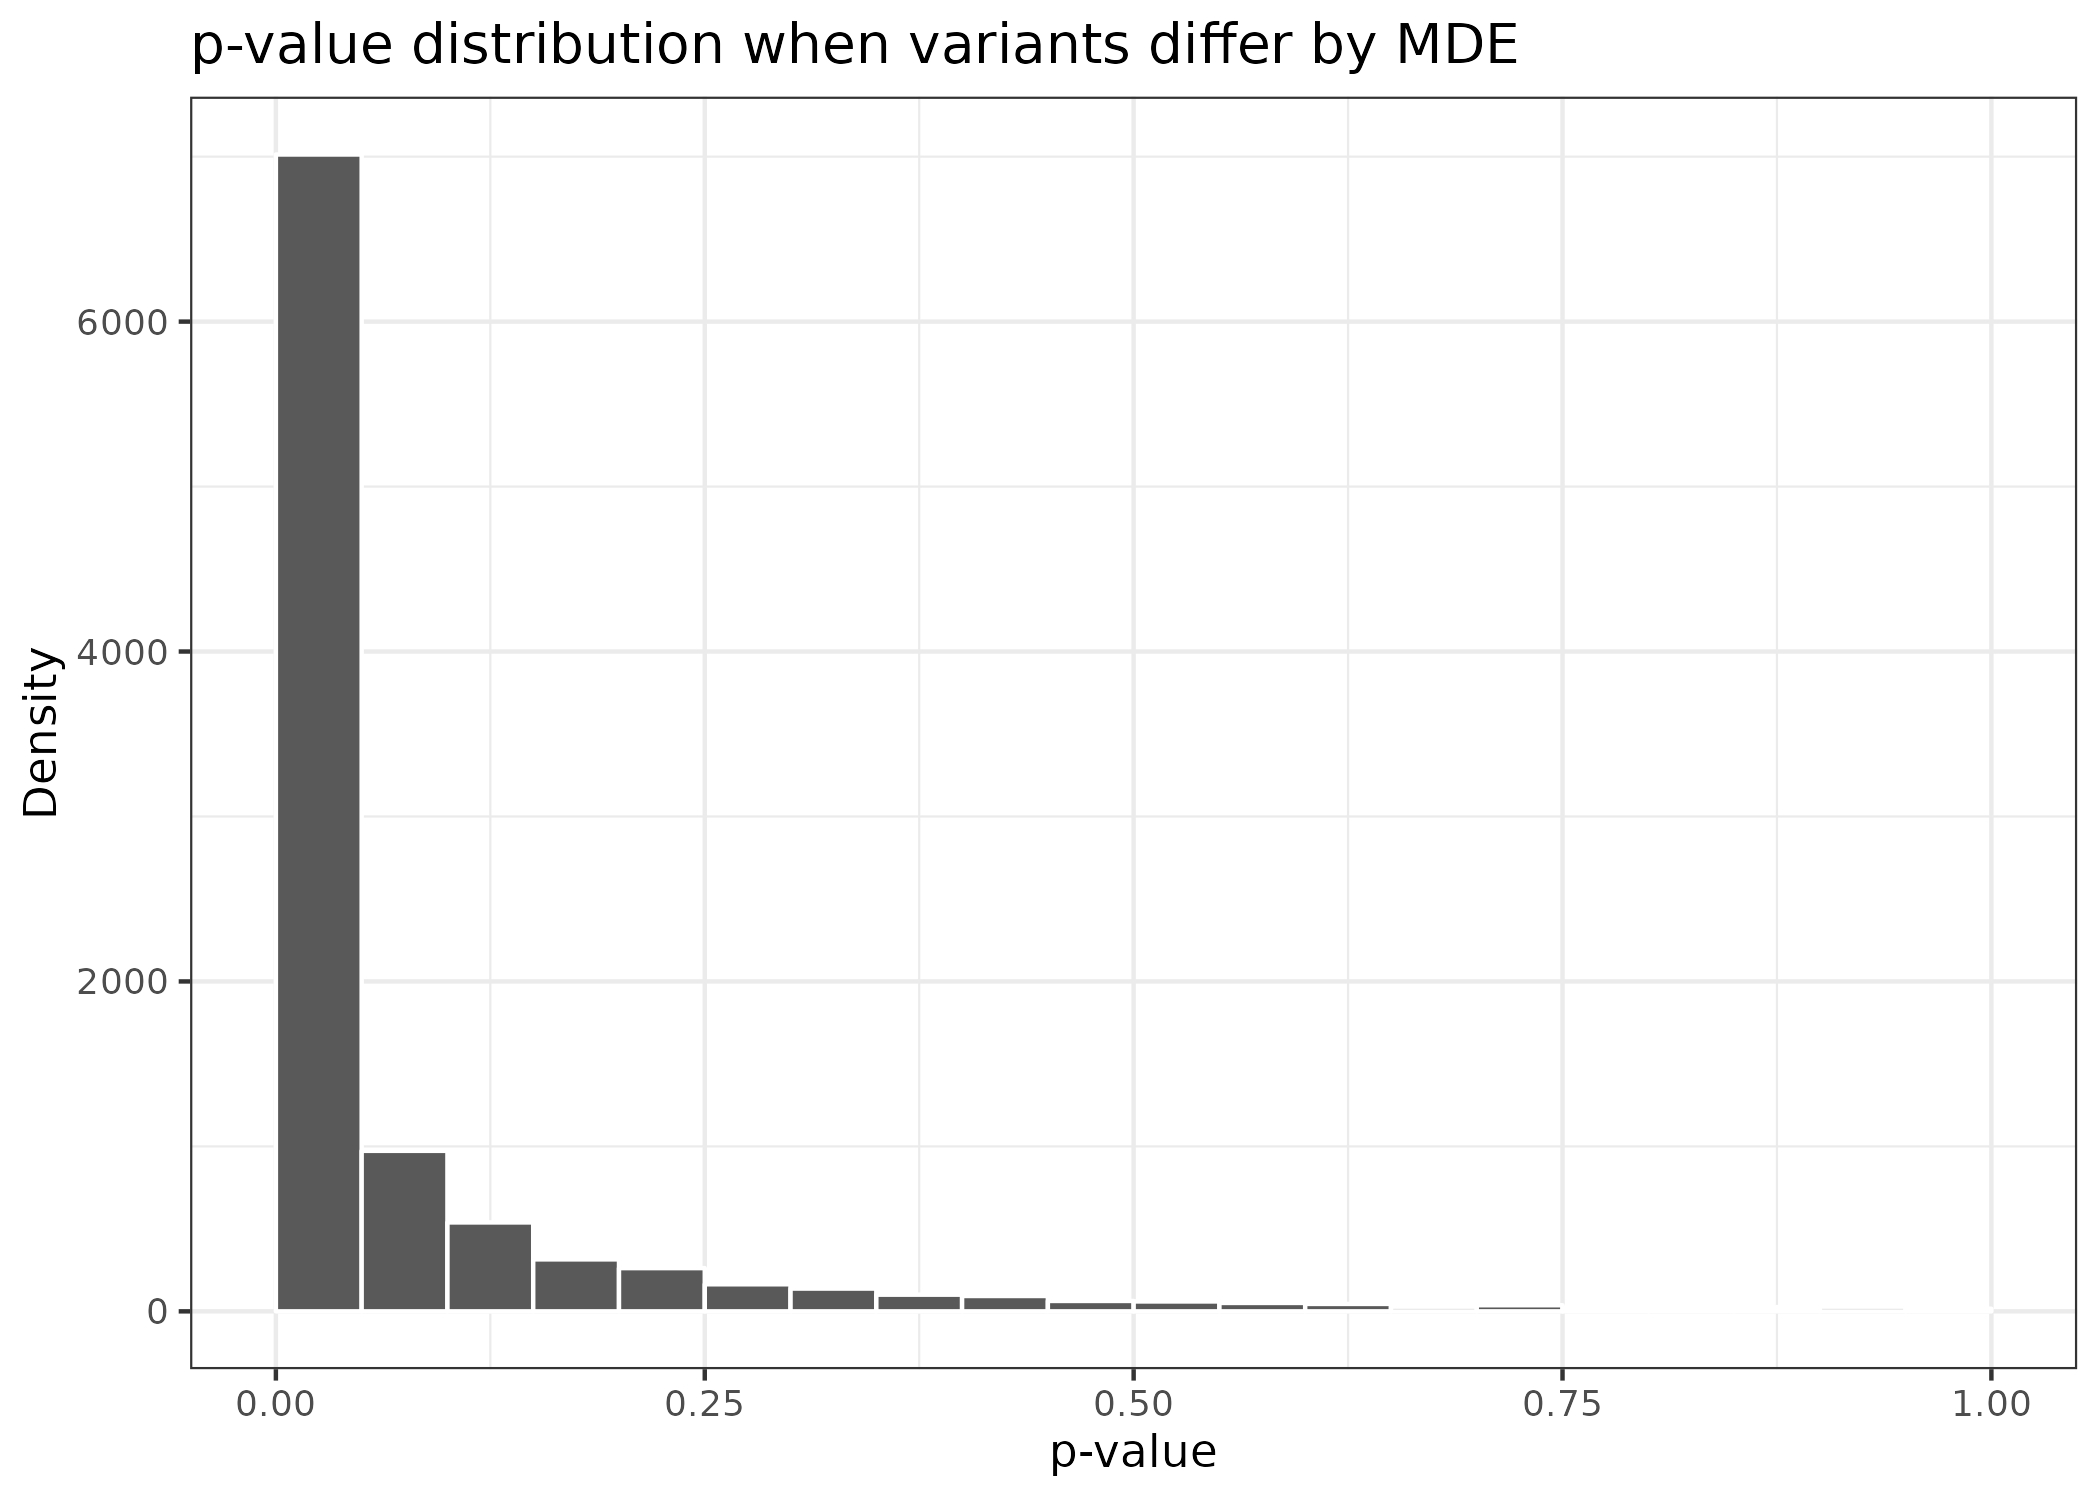 p-value distribution when variants differ by MDE
Density
6000
4000
2000
0
0.00 0.25 0.50 0.75 1.00
p-value